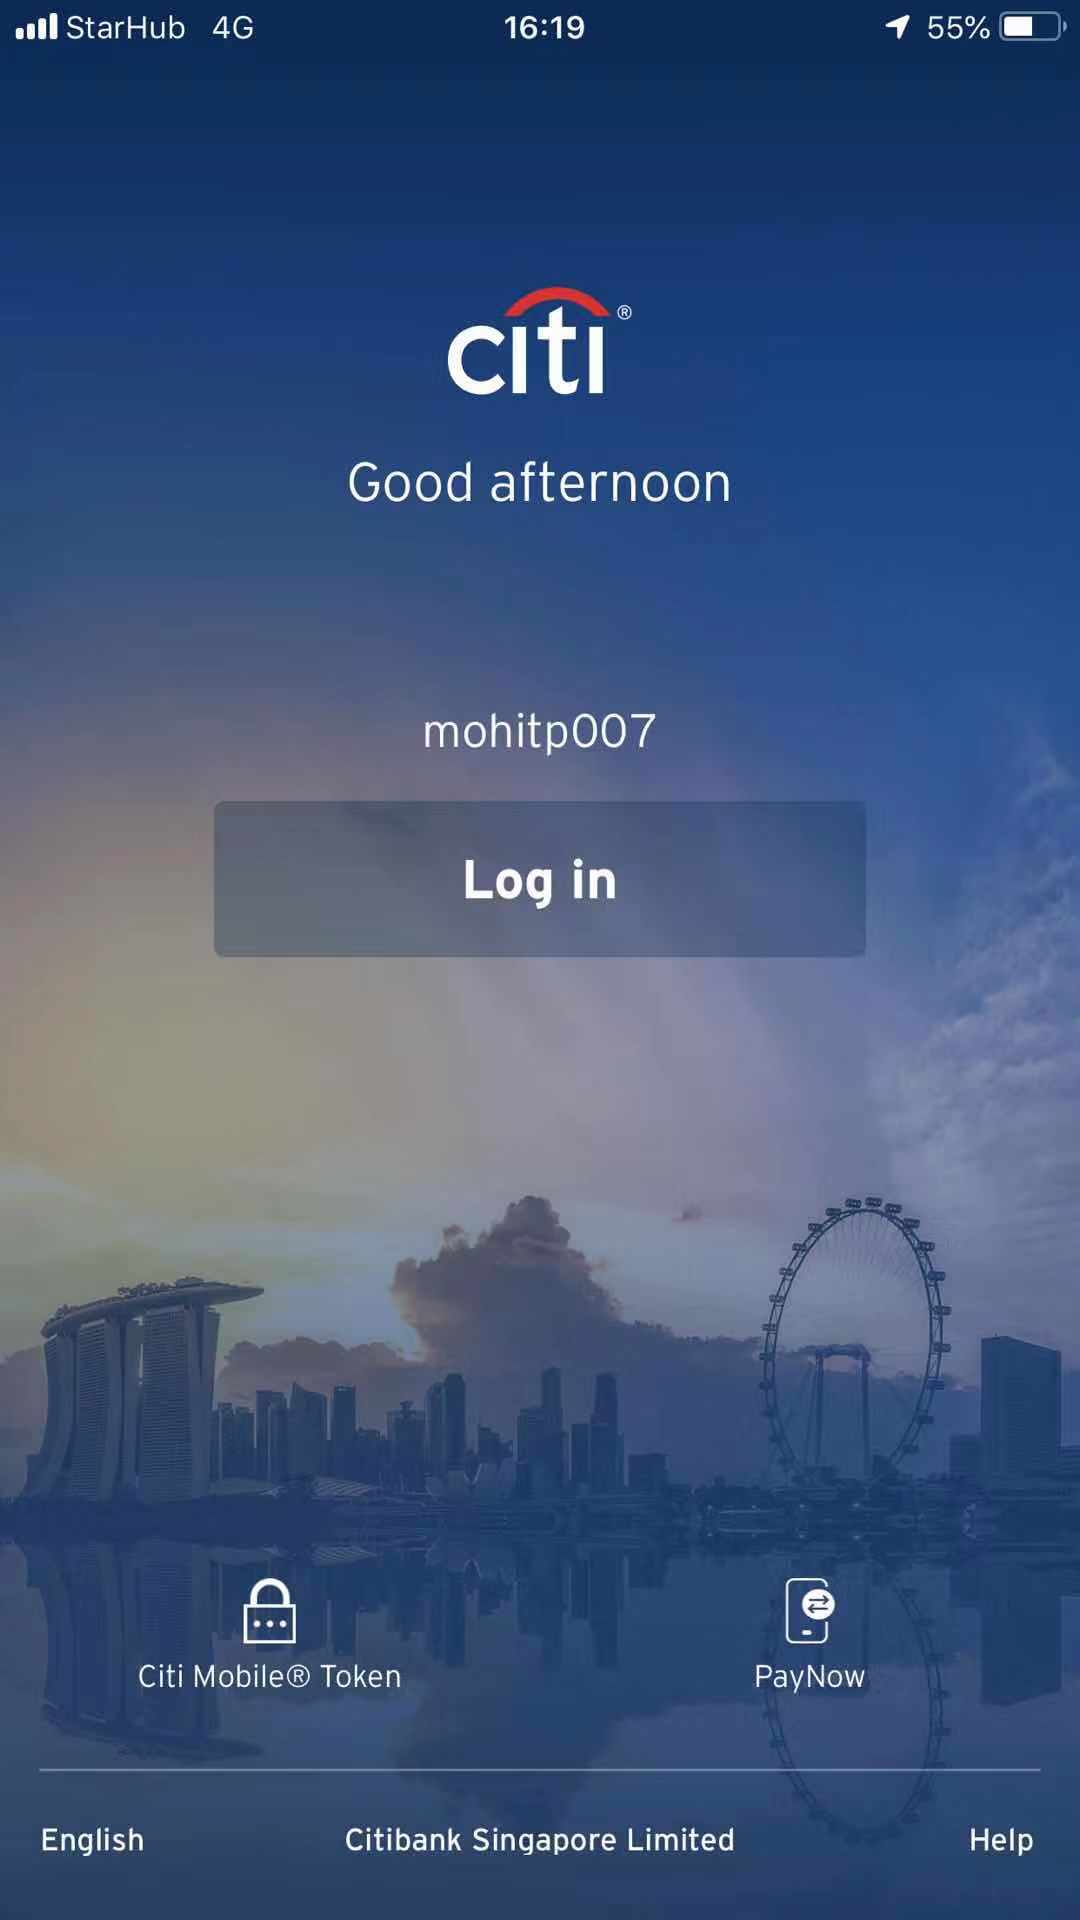 StarHub 4G 16:19 55%
citi®
Good afternoon
mohitp007
Log in
Citi Mobile® Token PayNow
English Citibank Singapore Limited Help